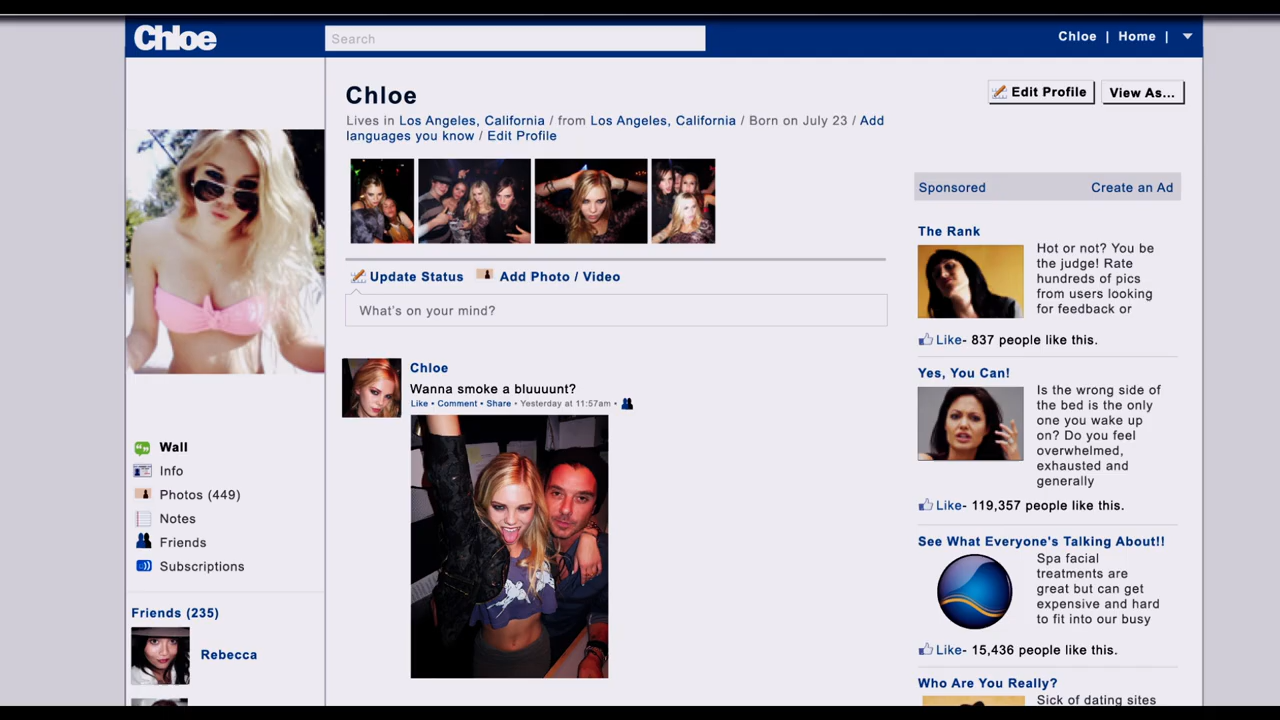 Chloe
Search
Chloe | Home |
Chloe
Edit Profile
View As...
Lives in Los Angeles, California / from Los Angeles, California / Born on July 23 / Add
languages you know / Edit Profile
Update Status
Add Photo / Video
What's on your mind?
Chloe
Wanna smoke a bluuuunt?
Like • Comment • Share • Yesterday at 11:57am •
Wall
Info
Photos (449)
Notes
Friends
Subscriptions
Friends (235)
Rebecca
Sponsored
Create an Ad
The Rank
Hot or not? You be
the judge! Rate
hundreds of pics
from users looking
for feedback or
Like- 837 people like this.
Yes, You Can!
Is the wrong side of
the bed is the only
one you wake up
on? Do you feel
overwhelmed,
exhausted and
generally
Like- 119,357 people like this.
See What Everyone's Talking About!!
Spa facial
treatments are
great but can get
expensive and hard
to fit into our busy
Like- 15,436 people like this.
Who Are You Really?
Sick of dating sites